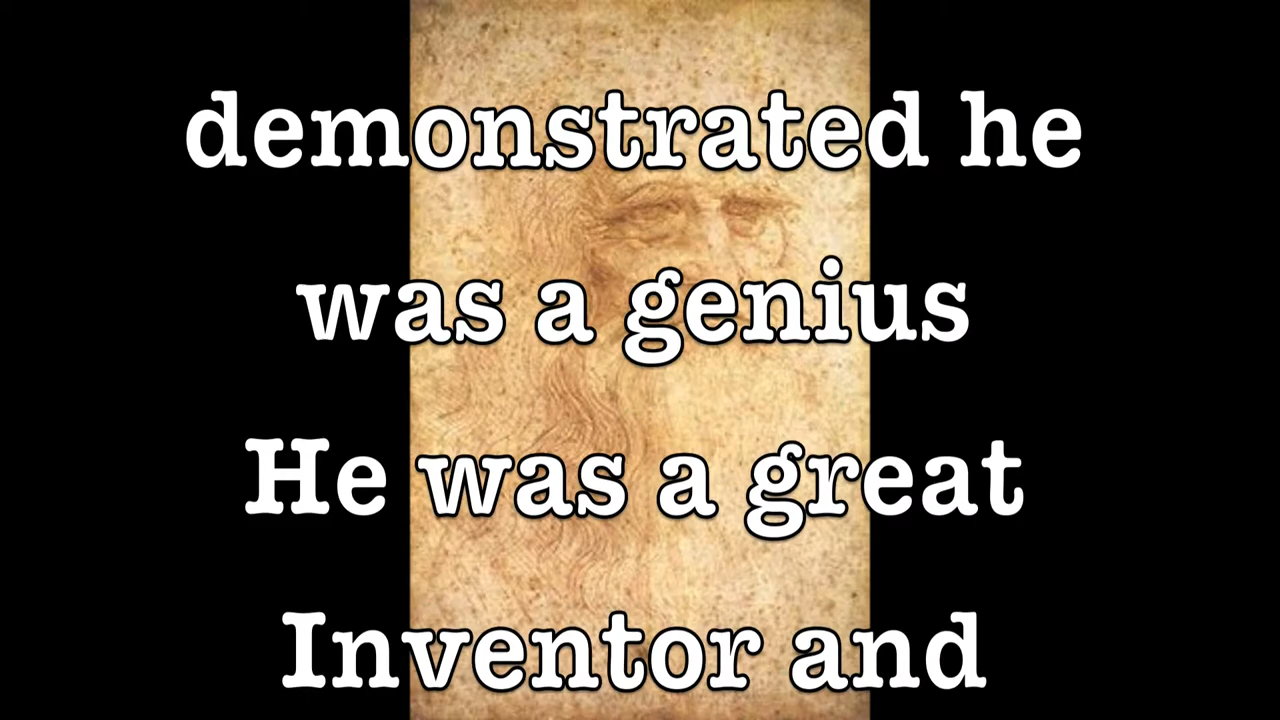 demonstrated he
was a genius
He was a great
Inventor and